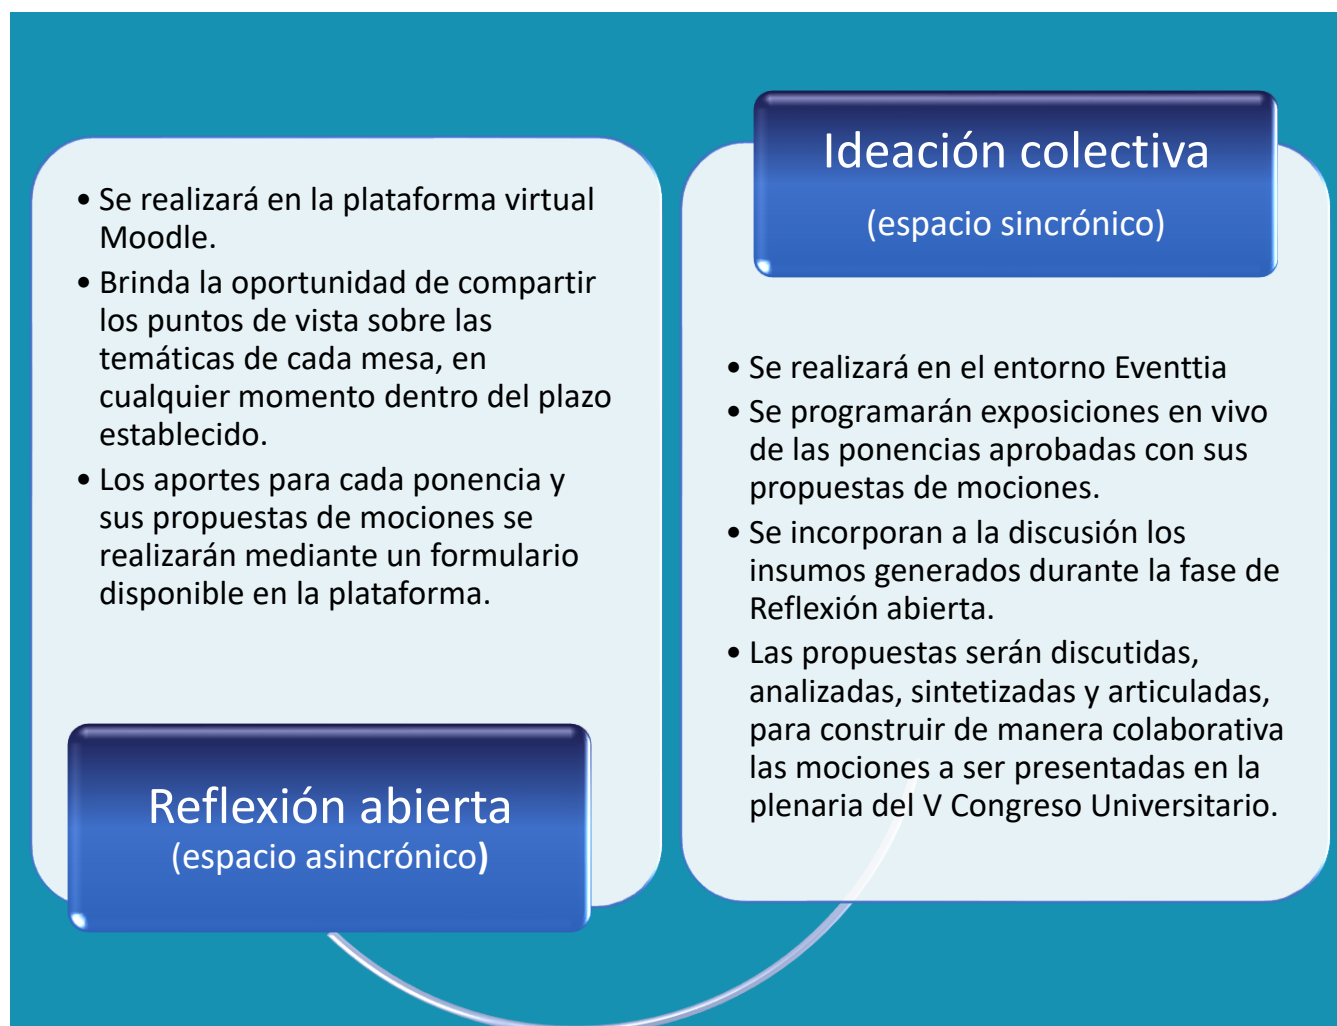 • Se realizará en la plataforma virtual
Moodle.
• Brinda la oportunidad de compartir
los puntos de vista sobre las
temáticas de cada mesa, en
cualquier momento dentro del plazo
establecido.
• Los aportes para cada ponencia y
sus propuestas de mociones se
realizarán mediante un formulario
disponible en la plataforma.
Reflexión abierta
(espacio asincrónico)
Ideación colectiva
(espacio sincrónico)
• Se realizará en el entorno Eventtia
• Se programarán exposiciones en vivo
de las ponencias aprobadas con sus
propuestas de mociones.
• Se incorporan a la discusión los
insumos generados durante la fase de
Reflexión abierta.
• Las propuestas serán discutidas,
analizadas, sintetizadas y articuladas,
para construir de manera colaborativa
las mociones a ser presentadas en la
plenaria del V Congreso Universitario.